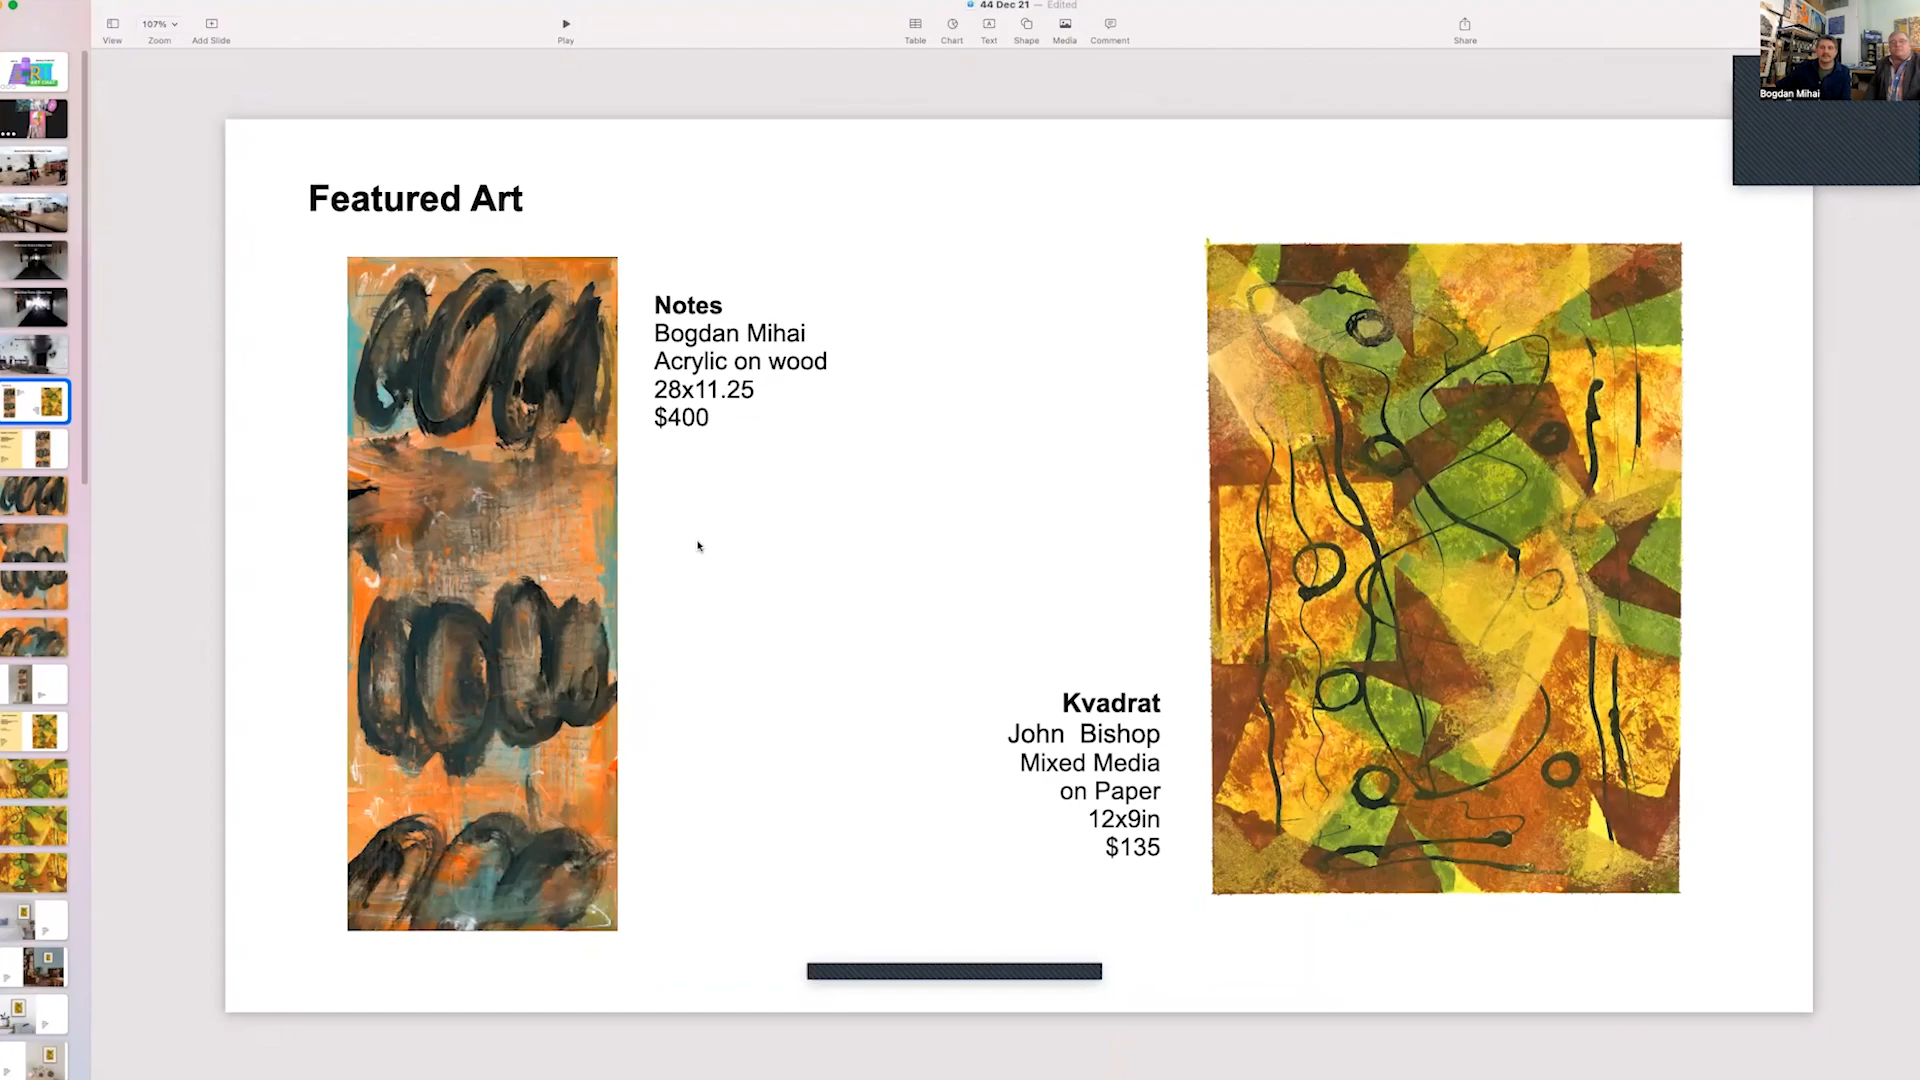 44 Dec 21 — Edited
107%
View
Zoom
Add Slide
Play
Table
Chart
Text
Shape
Media
Comment
Share
Bogdan Mihai
Featured Art
Notes
Bogdan Mihai
Acrylic on wood
28x11.25
$400
Kvadrat
John Bishop
Mixed Media
on Paper
12x9in
$135